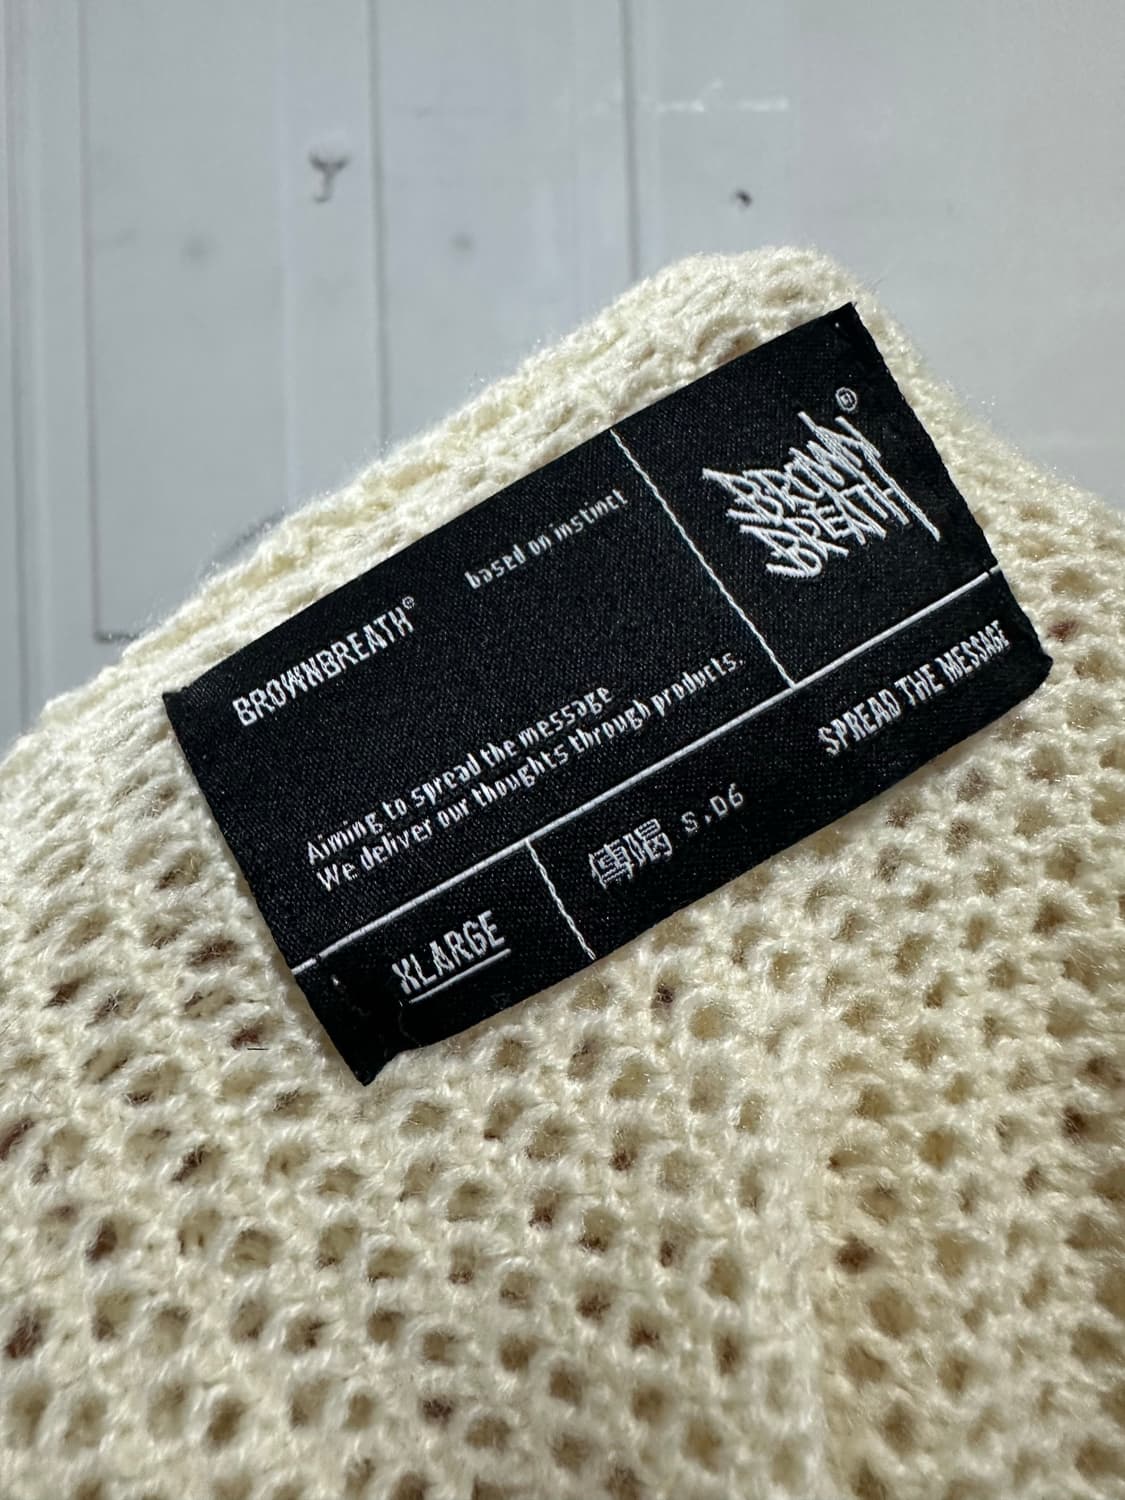 BROWNBREATH®
based on instinct
BROWN
BREATH
Aiming to spread the message
We deliver our thoughts through products.
XLARGE
傳喝 S.D6
SPREAD THE MESSAGE